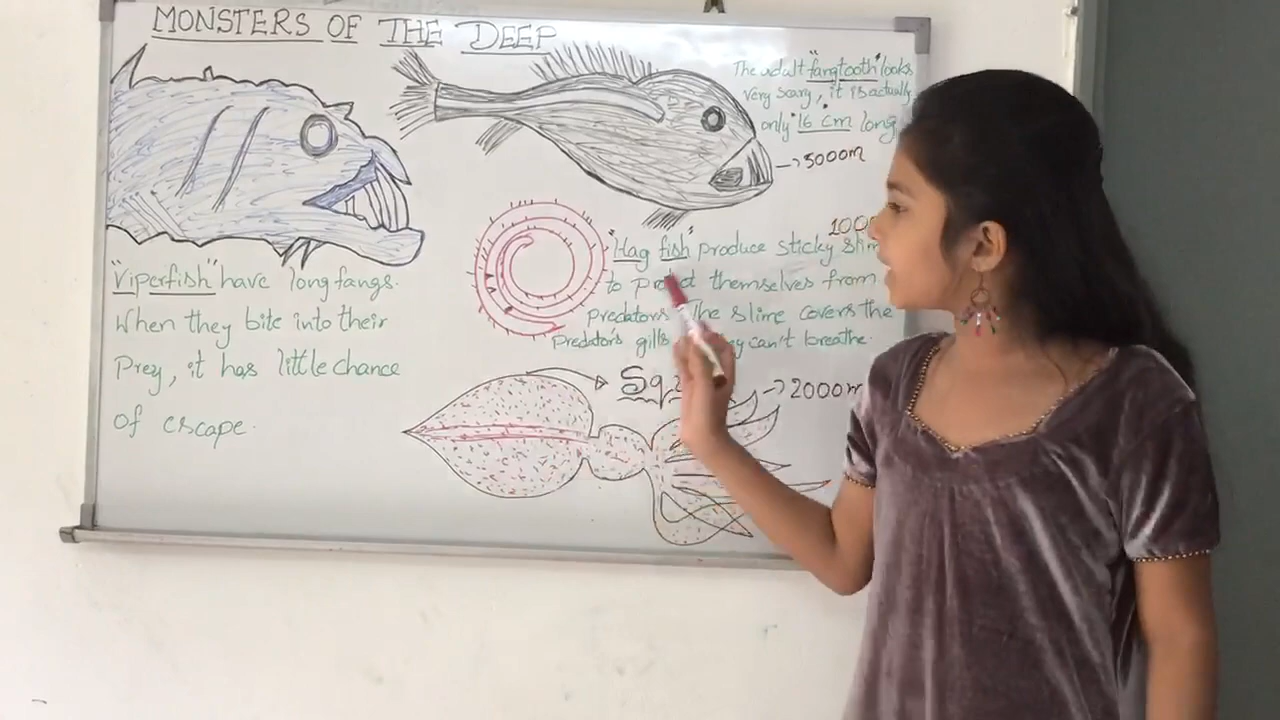 MONSTERS OF THE DEEP
The adult "fangtooth" looks
very scary, it is actually
only "16 cm long
→5000m
"Viperfish" have long fangs.
When they bite into their
Prey, it has little chance
of escape.
100
"Hag fish" produce sticky
to themselves from
predators. The slime covers the
Predator's gills can't breathe.
→2000m
A